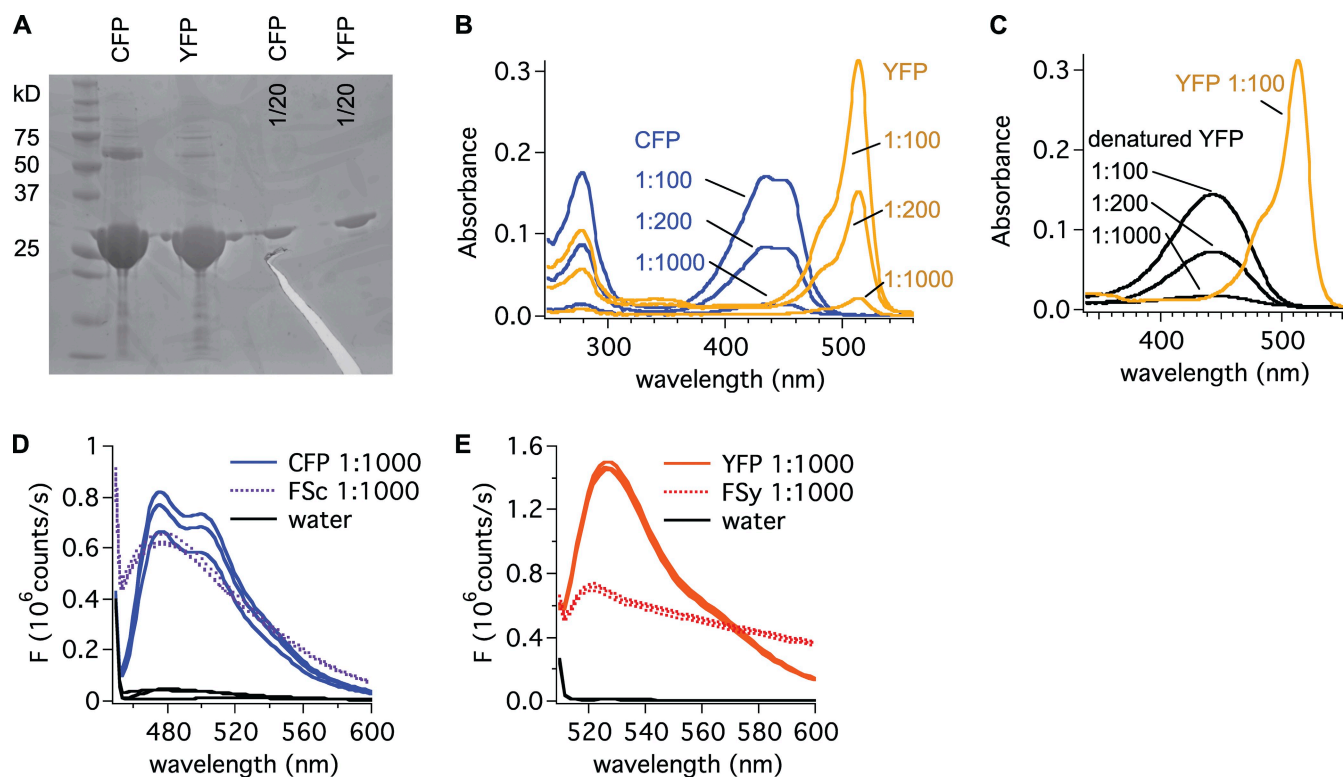 A
CFP
YFP
CFP
YFP
1/20
1/20
kD
75
50
37
25
B
Absorbance
0.3
0.2
0.1
0.0
CFP
1:100
1:200
1:1000
YFP
1:100
1:200
1:1000
300
400
500
wavelength (nm)
C
Absorbance
0.3
0.2
0.1
0.0
YFP 1:100
denatured YFP
1:100
1:200
1:1000
400
500
wavelength (nm)
D
F (10⁶counts/s)
1
0.8
0.6
0.4
0.2
0
CFP 1:1000
FSc 1:1000
water
480
520
560
600
wavelength (nm)
E
F (10⁶counts/s)
1.6
1.2
0.8
0.4
0.0
YFP 1:1000
FSy 1:1000
water
520
540
560
580
600
wavelength (nm)